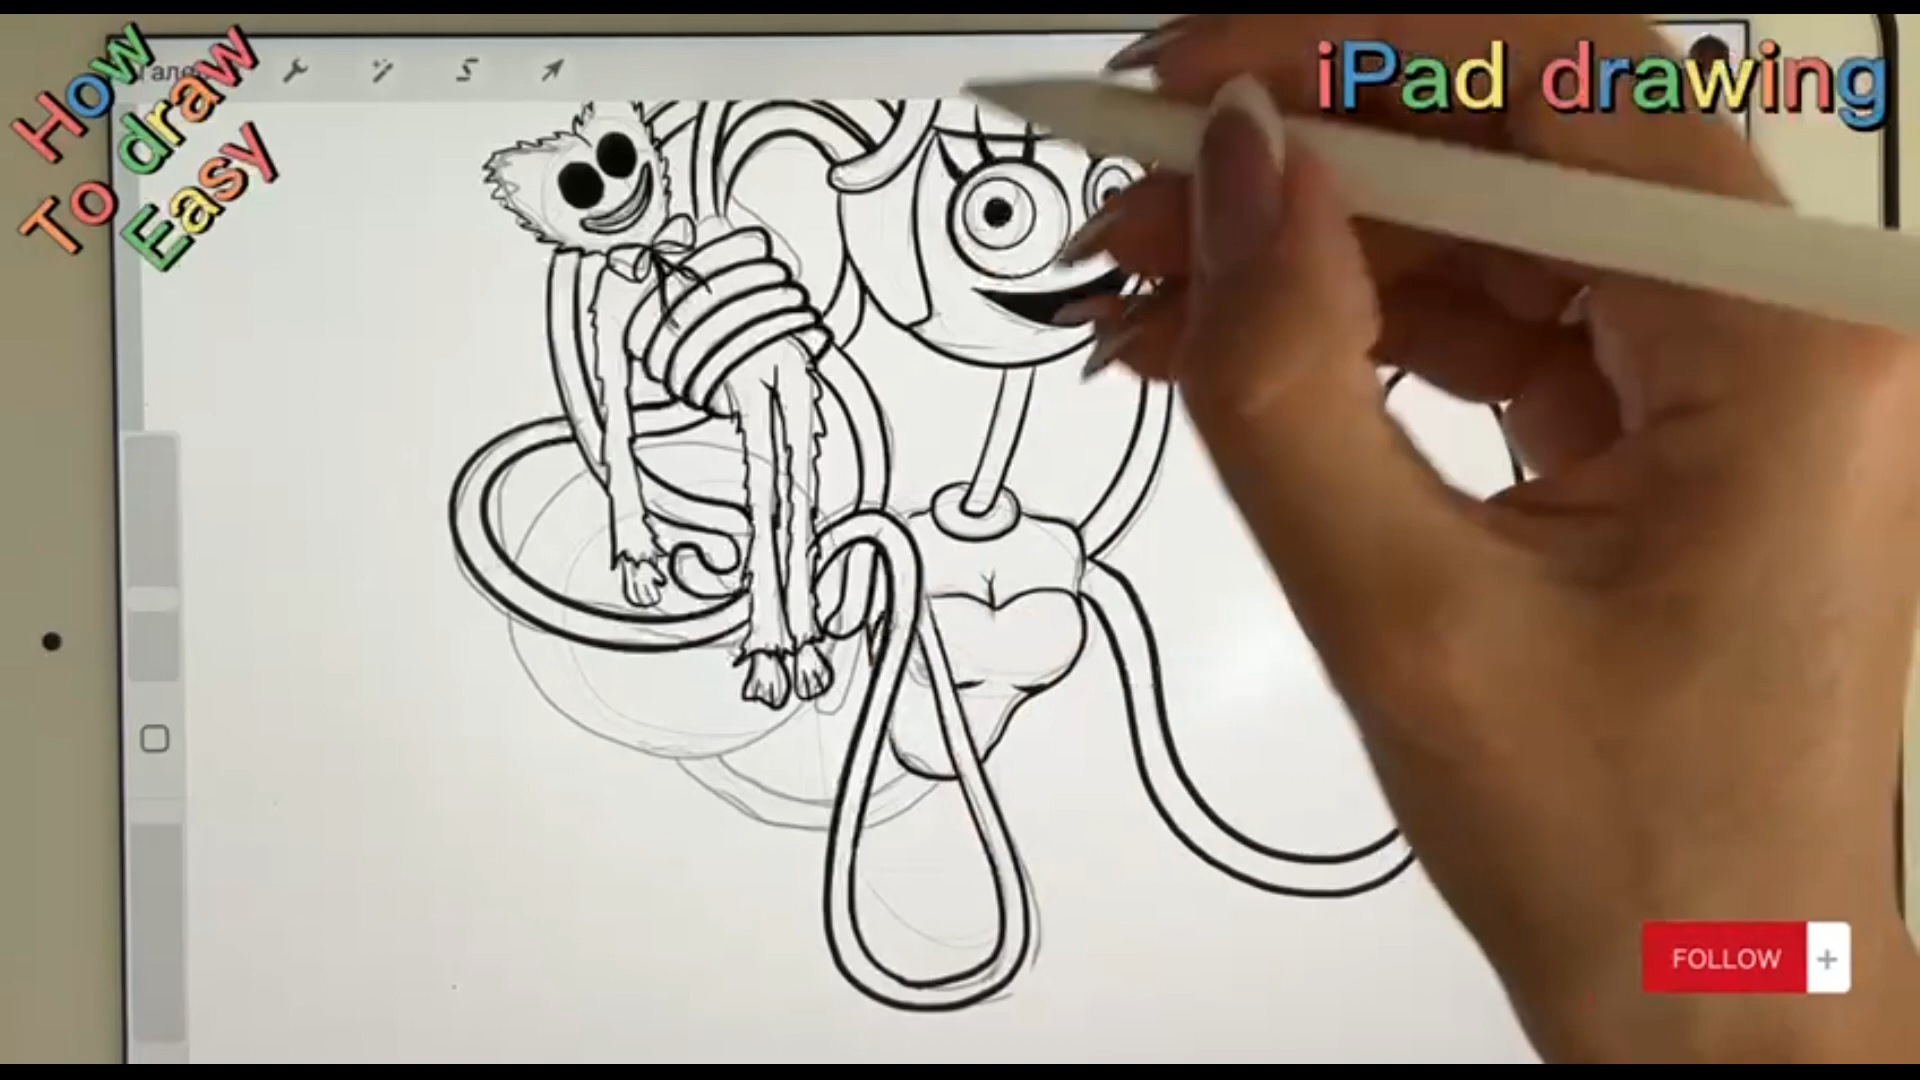 How
To draw
Easy
iPad drawing
FOLLOW +